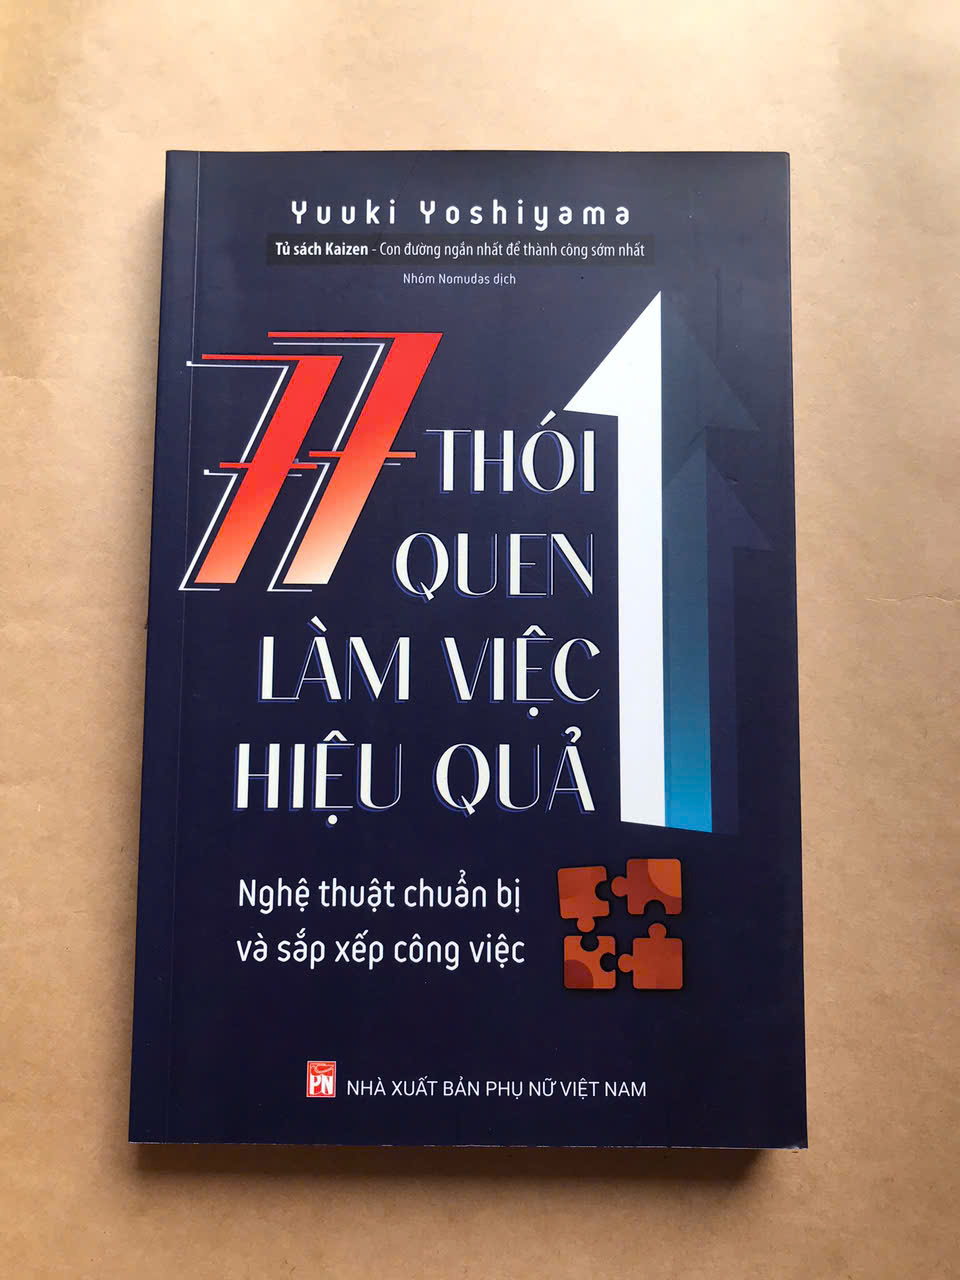 Yuuki Yoshiyama
Tủ sách Kaizen - Con đường ngắn nhất để thành công sớm nhất
Nhóm Nomudas dịch
77 THÓI
QUEN
LÀM VIỆC
HIỆU QUẢ
Nghệ thuật chuẩn bị
và sắp xếp công việc
PN
NHÀ XUẤT BẢN PHỤ NỮ VIỆT NAM